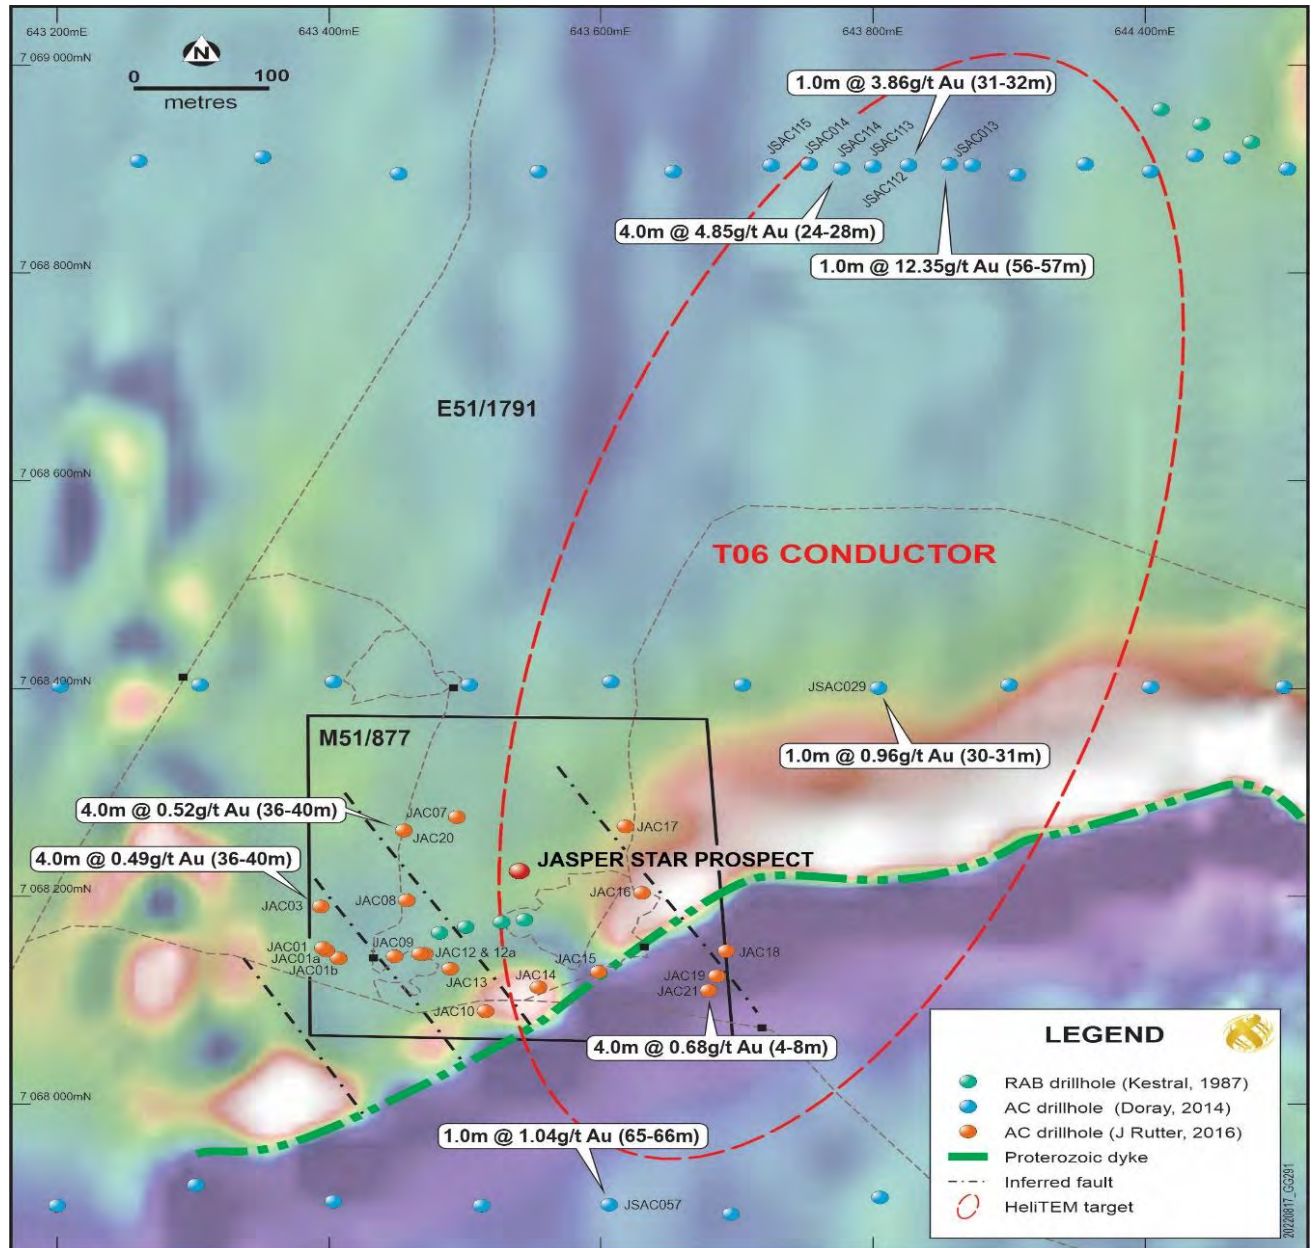 643 200mE
643 400mE
643 600mE
643 800mE
644 400mE
7 069 000mN
N
0 100
metres
1.0m @ 3.86g/t Au (31-32m)
JSAC115
JSAC014
JSAC114
JSAC113
JSAC112
JSAC013
4.0m @ 4.85g/t Au (24-28m)
1.0m @ 12.35g/t Au (56-57m)
7 068 800mN
E51/1791
7 068 600mN
T06 CONDUCTOR
7 068 490mN
JSAC029
M51/877
1.0m @ 0.96g/t Au (30-31m)
4.0m @ 0.52g/t Au (36-40m)
JAC07
JAC20
JAC17
4.0m @ 0.49g/t Au (36-40m)
JASPER STAR PROSPECT
7 068 200mN
JAC03
JAC08
JAC16
JAC01
JAC01a
JAC01b
JAC09
JAC12 & 12a
JAC13
JAC14
JAC15
JAC18
JAC19
JAC21
JAC10
4.0m @ 0.68g/t Au (4-8m)
7 068 000mN
1.0m @ 1.04g/t Au (65-66m)
JSAC057
LEGEND
RAB drillhole (Kestral, 1987)
AC drillhole (Doray, 2014)
AC drillhole (J Rutter, 2016)
Proterozoic dyke
Inferred fault
HeliTEM target
20220817_GG291